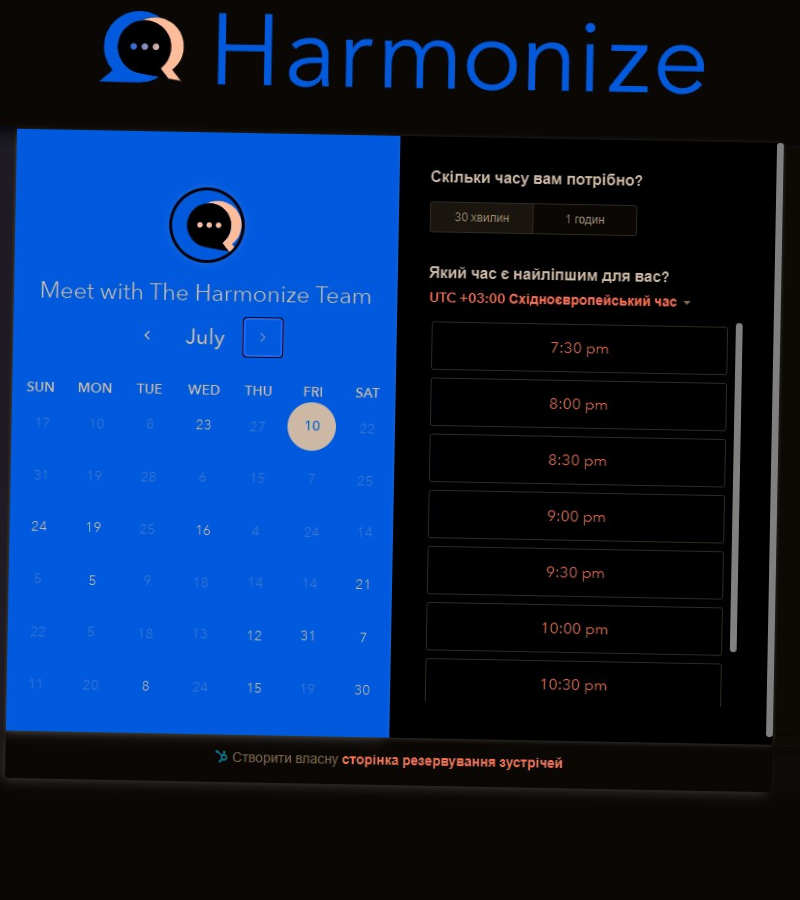 Harmonize
Meet with The Harmonize Team
July
SUN MON TUE WED THU FRI SAT
17 10 8 23 27 10 22
31 19 28 6 15 7 25
24 19 25 16 4 24 14
5 5 9 18 14 14 21
22 5 18 13 12 31 7
11 20 8 24 15 19 30
Скільки часу вам потрібно?
30 хвилин 1 годин
Який час є найліпшим для вас?
UTC +03:00 Східноєвропейський час
7:30 pm
8:00 pm
8:30 pm
9:00 pm
9:30 pm
10:00 pm
10:30 pm
Створити власну сторінка резервування зустрічей